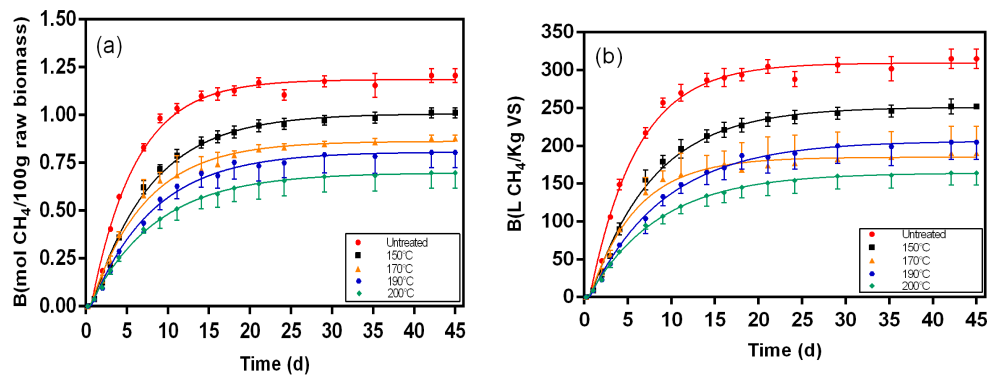 (a)
B(mol CH4/100g raw biomass)
1.50
1.25
1.00
0.75
0.50
0.25
0.00
0 5 10 15 20 25 30 35 40 45
Time (d)
Untreated
150°C
170°C
190°C
200°C
(b)
B(L CH4/Kg VS)
350
300
250
200
150
100
50
0
0 5 10 15 20 25 30 35 40 45
Time (d)
Untreated
150°C
170°C
190°C
200°C